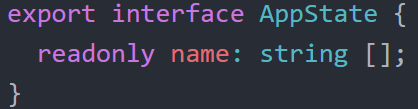 export interface AppState {
  readonly name: string [];
}